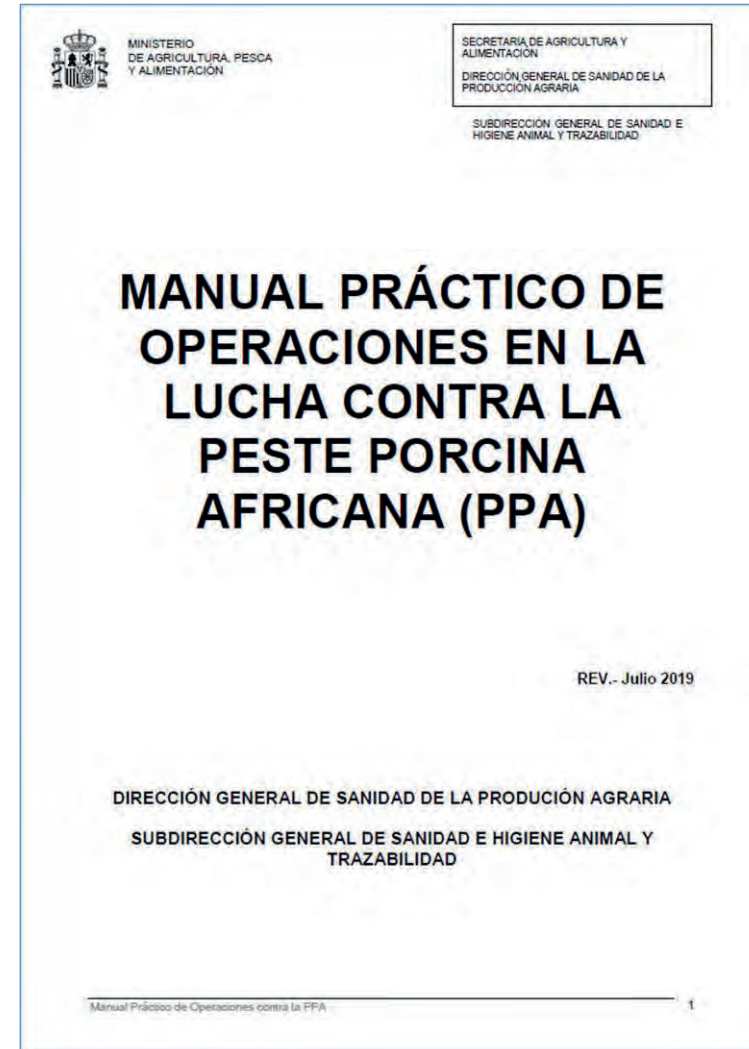 MINISTERIO
DE AGRICULTURA, PESCA
Y ALIMENTACIÓN
SECRETARÍA DE AGRICULTURA Y
ALIMENTACIÓN
DIRECCIÓN GENERAL DE SANIDAD DE LA
PRODUCCIÓN AGRARIA
SUBDIRECCIÓN GENERAL DE SANIDAD E
HIGIENE ANIMAL Y TRAZABILIDAD
MANUAL PRÁCTICO DE
OPERACIONES EN LA
LUCHA CONTRA LA
PESTE PORCINA
AFRICANA (PPA)
REV.- Julio 2019
DIRECCIÓN GENERAL DE SANIDAD DE LA PRODUCIÓN AGRARIA
SUBDIRECCIÓN GENERAL DE SANIDAD E HIGIENE ANIMAL Y
TRAZABILIDAD
Manual Práctico de Operaciones contra la PPA
1